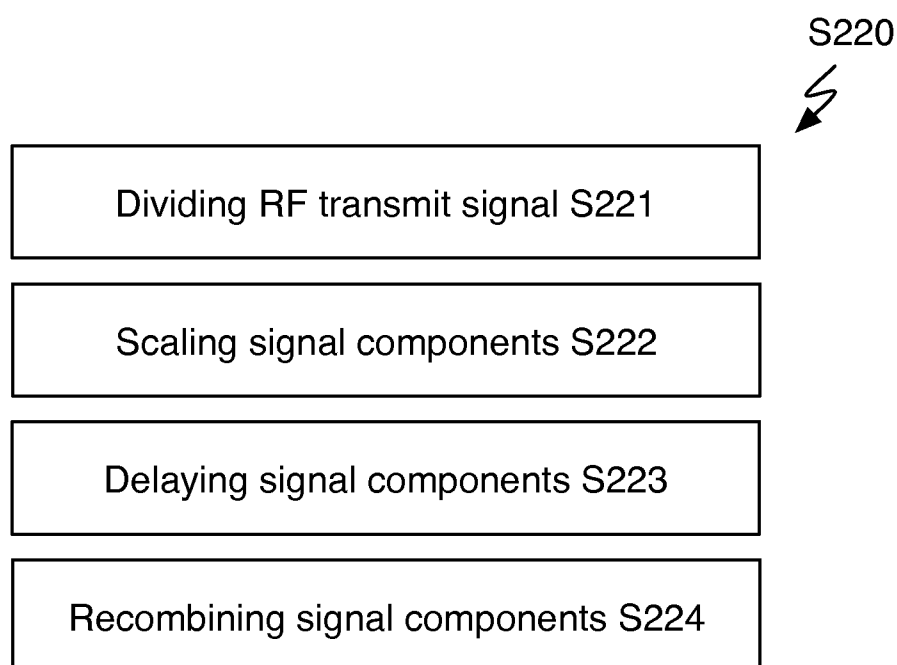 S220
Dividing RF transmit signal S221
Scaling signal components S222
Delaying signal components S223
Recombining signal components S224